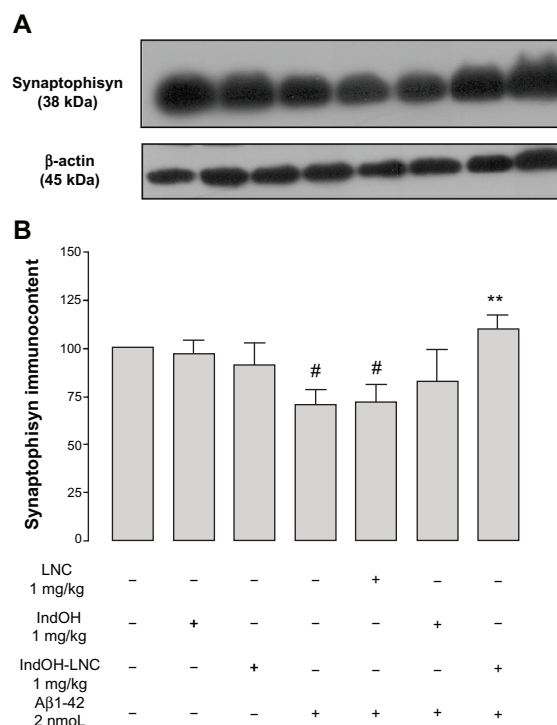 A
Synaptophisyn
(38 kDa)
β-actin
(45 kDa)
B
Synaptophisyn immunocontent
150
125
100
75
50
25
0
# # **
LNC
1 mg/kg – – – – + – –
IndOH
1 mg/kg – + – – – + –
IndOH-LNC
1 mg/kg – – + – – – +
Aβ1-42
2 nmoL – – – + + + +